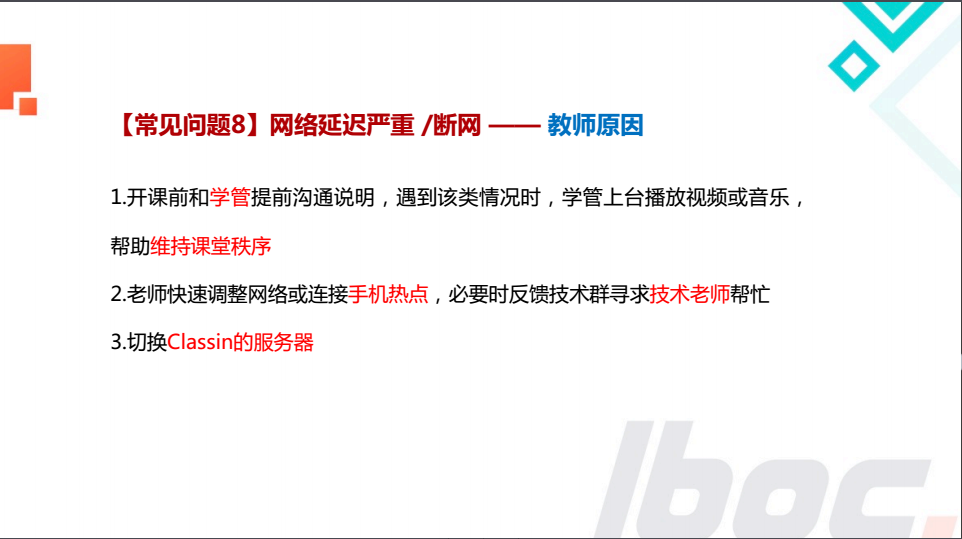 【常见问题8】网络延迟严重 /断网 —— 教师原因
1.开课前和学管提前沟通说明，遇到该类情况时，学管上台播放视频或音乐，
帮助维持课堂秩序
2.老师快速调整网络或连接手机热点，必要时反馈技术群寻求技术老师帮忙
3.切换Classin的服务器
lboc.